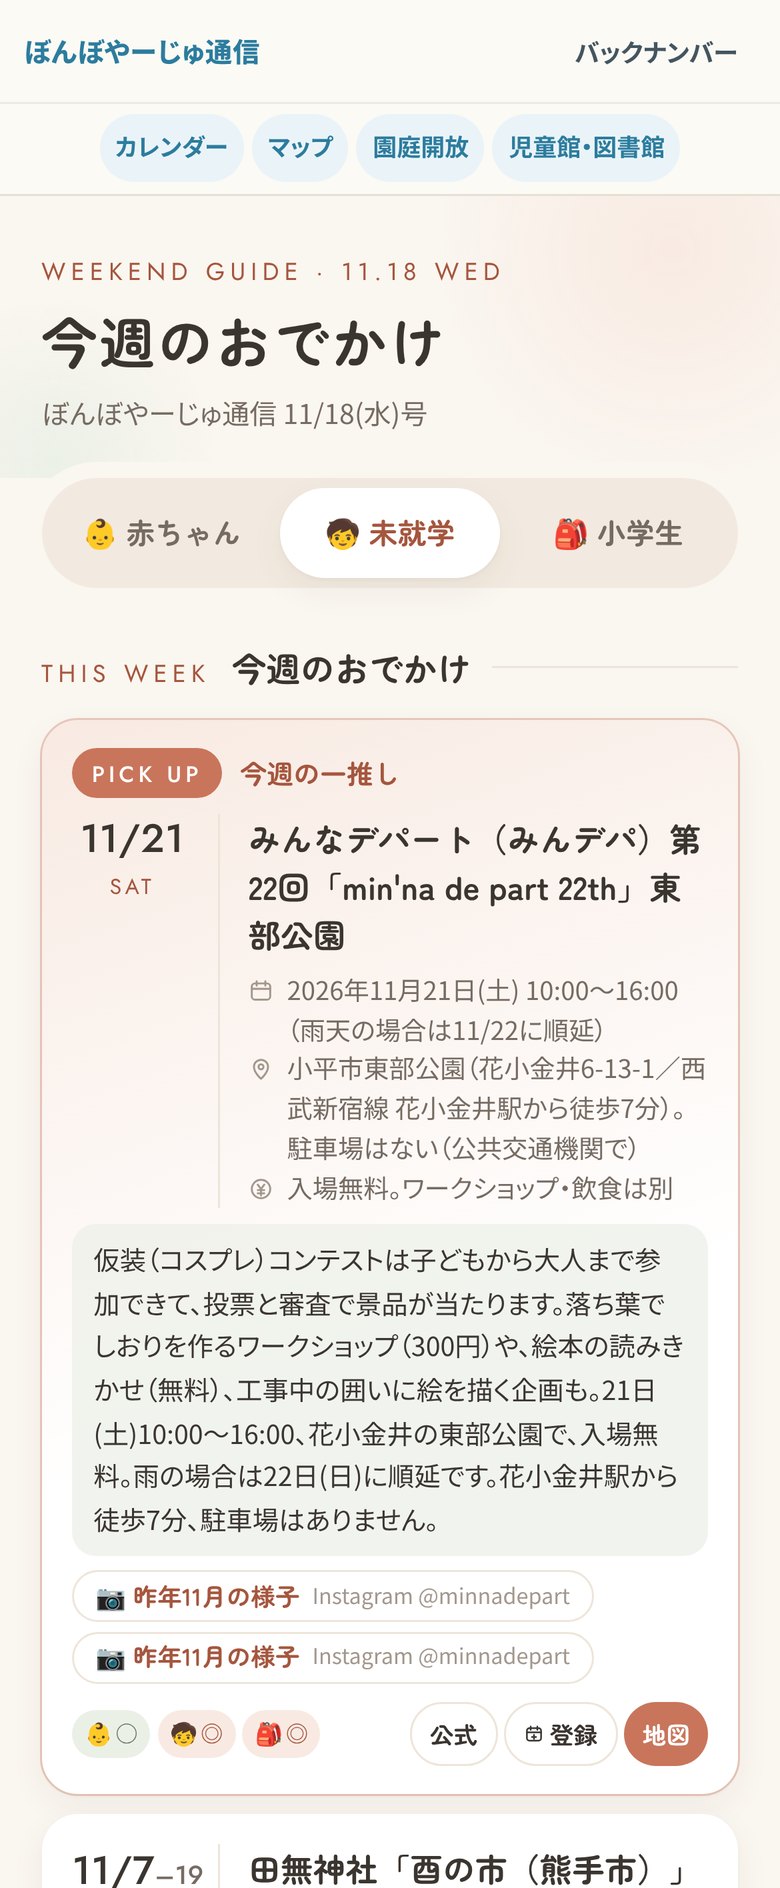 ぼんぼやーじゅ通信
バックナンバー
カレンダー
マップ
園庭開放
児童館・図書館
WEEKEND GUIDE · 11.18 WED
今週のおでかけ
ぼんぼやーじゅ通信 11/18(水)号
👶 赤ちゃん
🧒 未就学
🎒 小学生
THIS WEEK 今週のおでかけ
PICK UP 今週の一推し
11/21
SAT
みんなデパート（みんデパ）第
22回「min'na de part 22th」東
部公園
2026年11月21日(土) 10:00〜16:00
（雨天の場合は11/22に順延）
小平市東部公園（花小金井6-13-1／西
武新宿線 花小金井駅から徒歩7分）。
駐車場はない（公共交通機関で）
入場無料。ワークショップ・飲食は別
仮装（コスプレ）コンテストは子どもから大人まで参
加できて、投票と審査で景品が当たります。落ち葉で
しおりを作るワークショップ（300円）や、絵本の読みき
かせ（無料）、工事中の囲いに絵を描く企画も。21日
(土)10:00〜16:00、花小金井の東部公園で、入場無
料。雨の場合は22日(日)に順延です。花小金井駅から
徒歩7分、駐車場はありません。
📷 昨年11月の様子 Instagram @minnadepart
📷 昨年11月の様子 Instagram @minnadepart
👶○
🧒◎
🎒◎
公式
登録
地図
11/7–19
田無神社「酉の市（熊手市）」